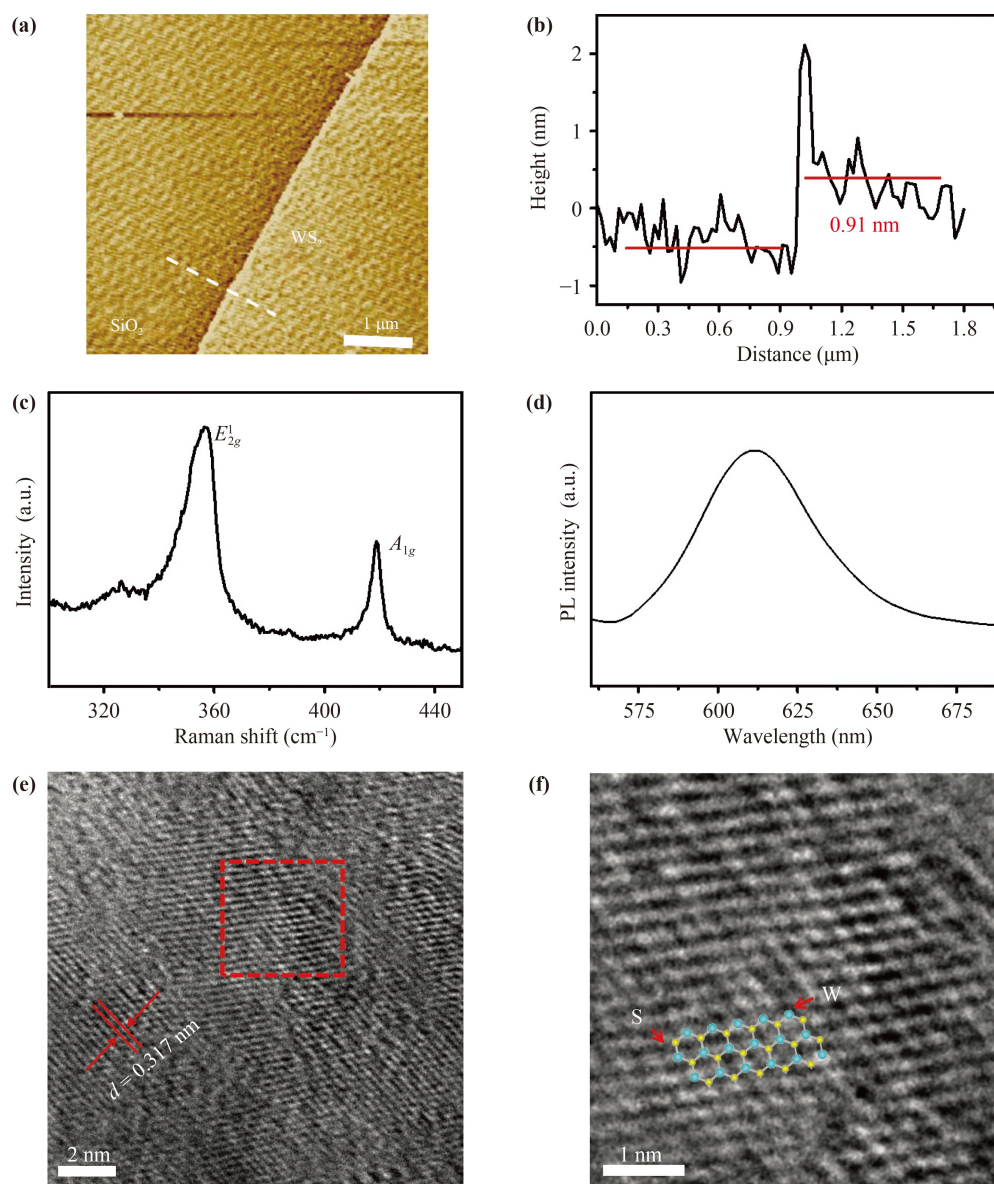 (a)
WS₂
SiO₂
1 μm
(b)
Height (nm)
2
1
0
−1
0.91 nm
0.0 0.3 0.6 0.9 1.2 1.5 1.8
Distance (μm)
(c)
Intensity (a.u.)
E¹₂g
A₁g
320 360 400 440
Raman shift (cm⁻¹)
(d)
PL intensity (a.u.)
575 600 625 650 675
Wavelength (nm)
(e)
d = 0.317 nm
2 nm
(f)
W
S
1 nm